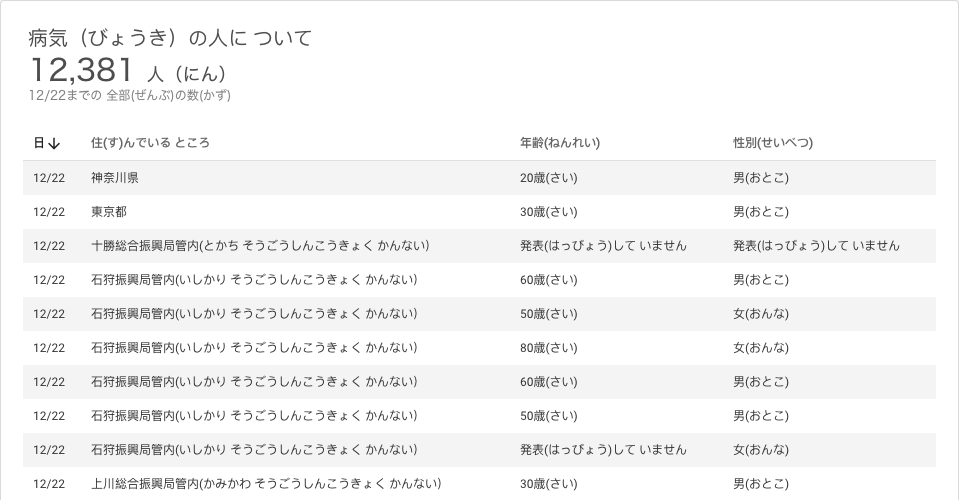 病気（びょうき）の人に ついて
12,381 人（にん）
12/22までの 全部(ぜんぶ)の数(かず)
日↓ 住(す)んでいる ところ 年齢(ねんれい) 性別(せいべつ)
12/22 神奈川県 20歳(さい) 男(おとこ)
12/22 東京都 30歳(さい) 男(おとこ)
12/22 十勝総合振興局管内(とかち そうごうしんこうきょく かんない) 発表(はっぴょう)して いません 発表(はっぴょう)して いません
12/22 石狩振興局管内(いしかり そうごうしんこうきょく かんない) 60歳(さい) 男(おとこ)
12/22 石狩振興局管内(いしかり そうごうしんこうきょく かんない) 50歳(さい) 女(おんな)
12/22 石狩振興局管内(いしかり そうごうしんこうきょく かんない) 80歳(さい) 女(おんな)
12/22 石狩振興局管内(いしかり そうごうしんこうきょく かんない) 60歳(さい) 男(おとこ)
12/22 石狩振興局管内(いしかり そうごうしんこうきょく かんない) 50歳(さい) 男(おとこ)
12/22 石狩振興局管内(いしかり そうごうしんこうきょく かんない) 発表(はっぴょう)して いません 女(おんな)
12/22 上川総合振興局管内(かみかわ そうごうしんこうきょく かんない) 30歳(さい) 男(おとこ)